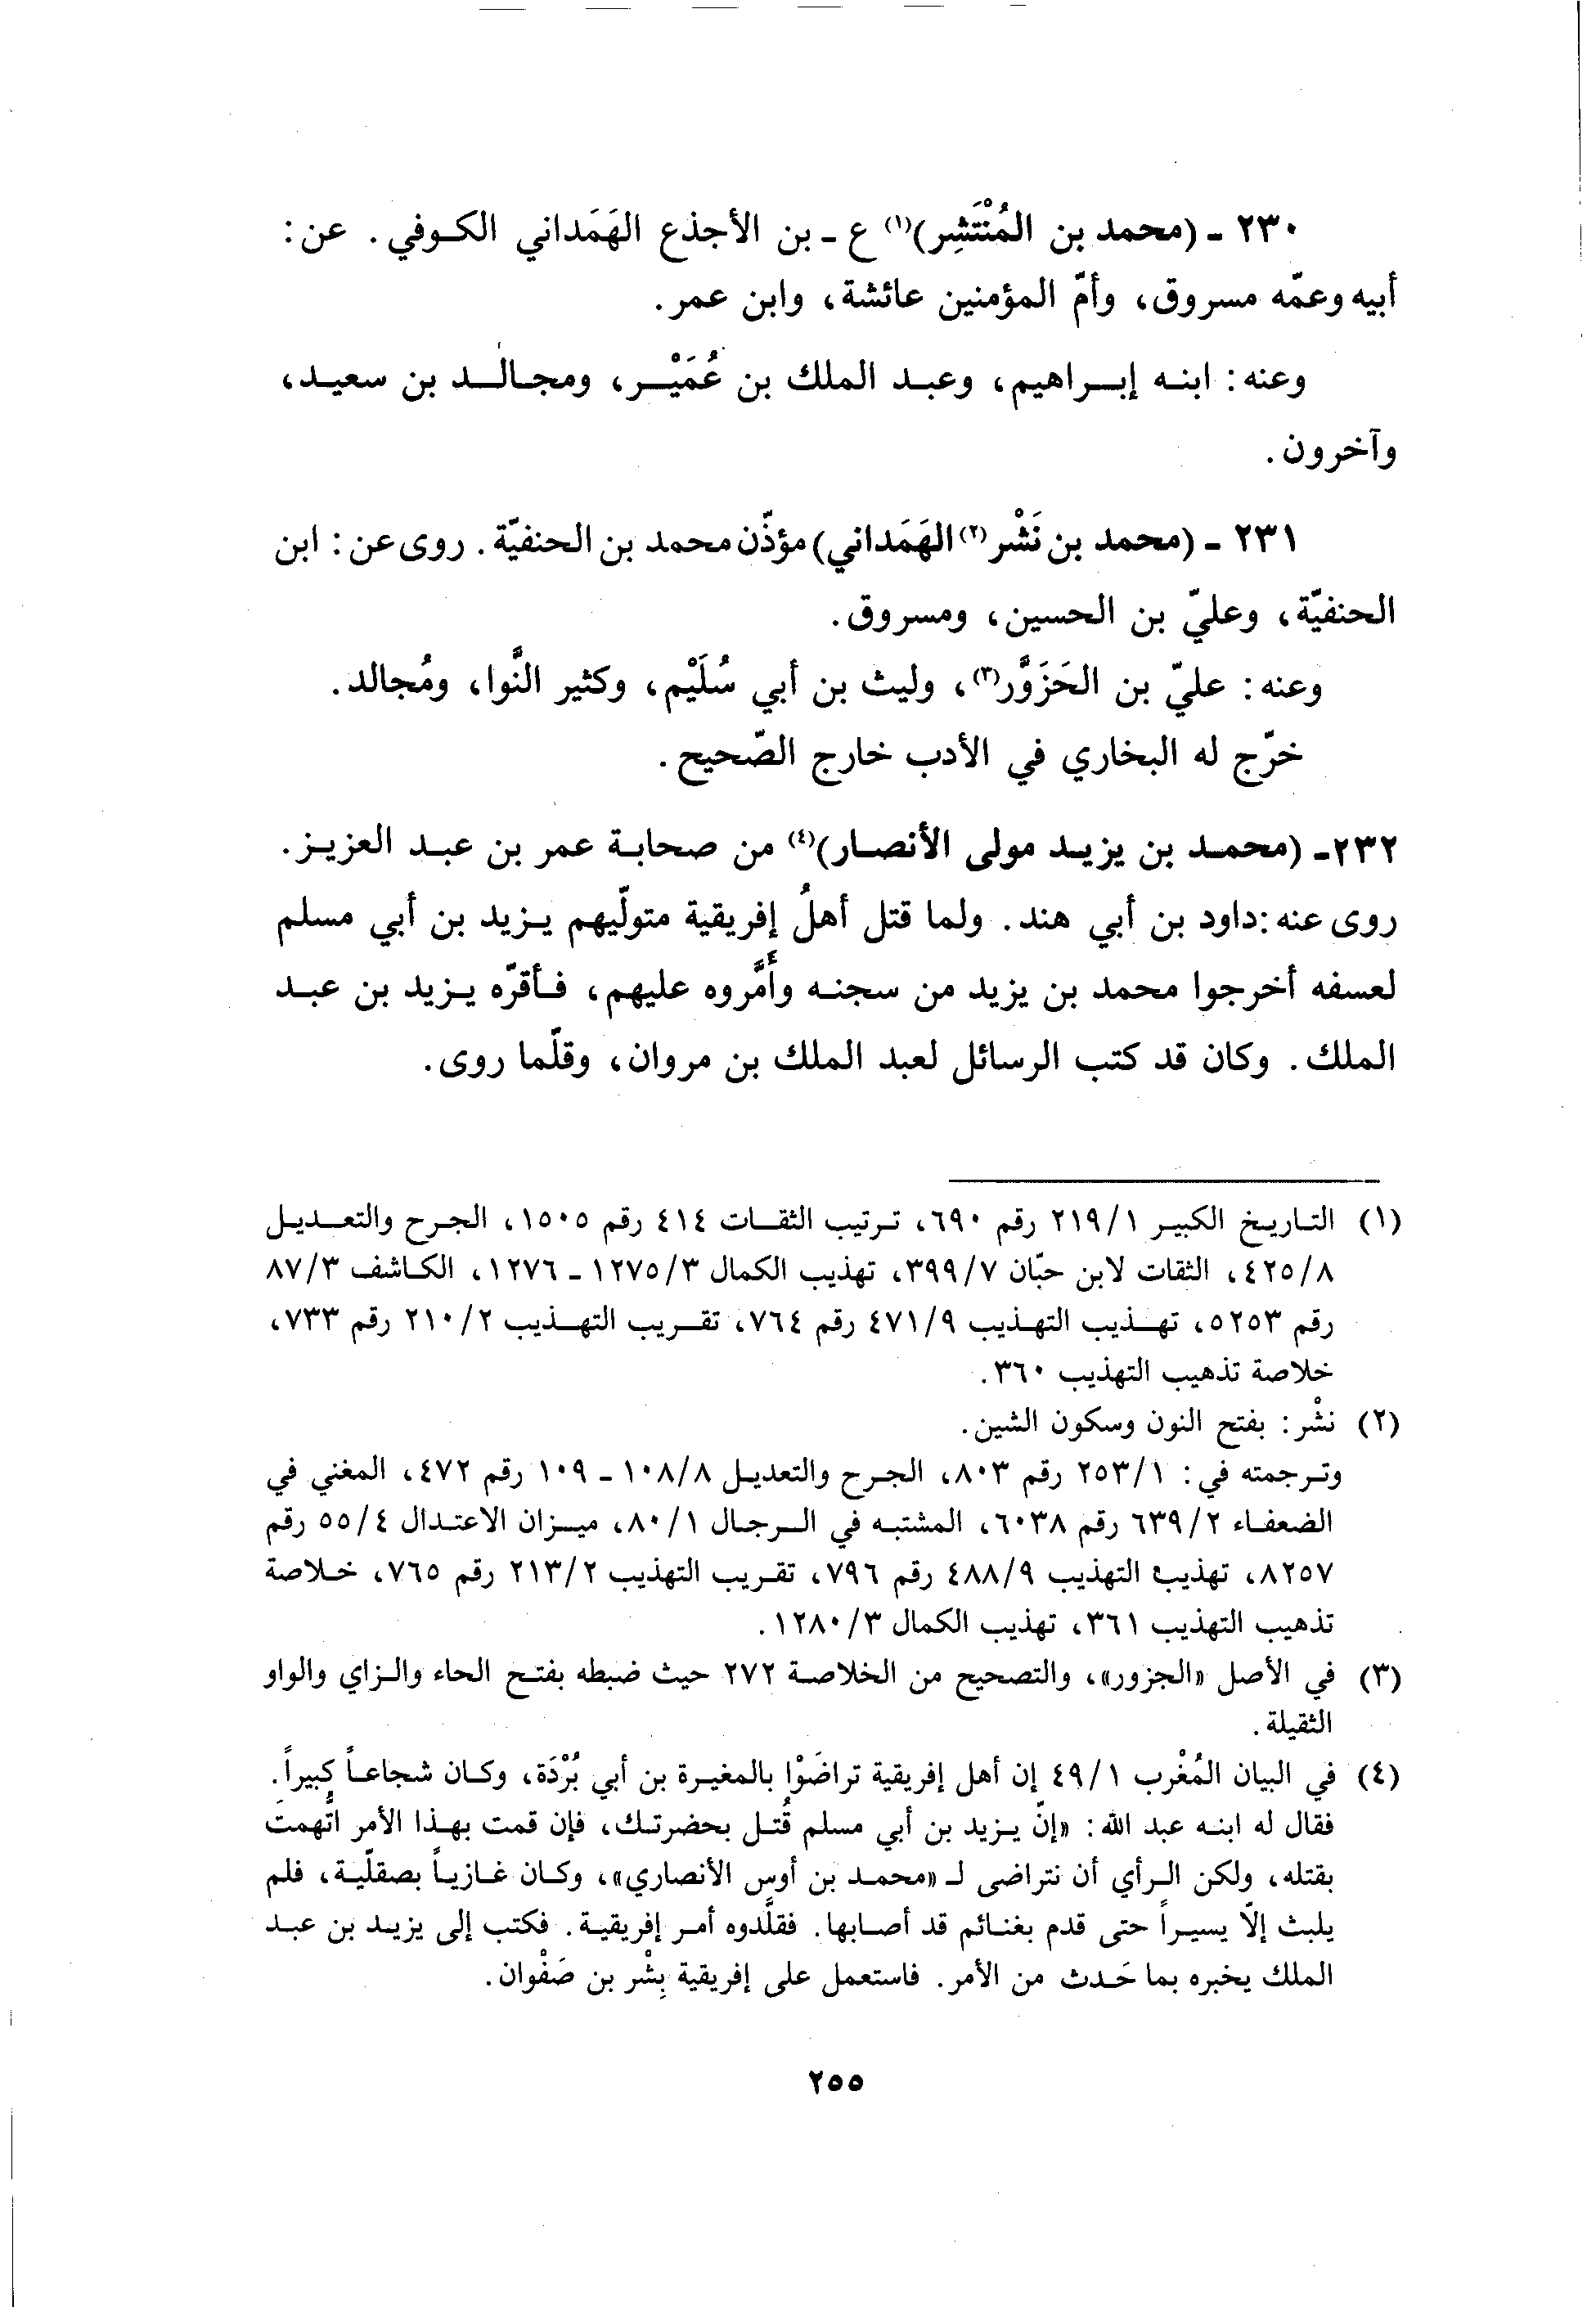 ٢٣٠ ـ (محمد بن المُنْتَشِر)(١) ع ـ بن الأجذع الهَمَداني الكوفي. عن:
أبيه وعمّه مسروق، وأمّ المؤمنين عائشة، وابن عمر.
وعنه: ابنه إبراهيم، وعبد الملك بن عُمَيْر، ومجالد بن سعيد،
وآخرون.
٢٣١ ـ (محمد بن نَشْر(٢) الهَمَداني) مؤذّن محمد بن الحنفيّة. روى عن: ابن
الحنفيّة، وعليّ بن الحسين، ومسروق.
وعنه: عليّ بن الحَزَوَّر(٣)، وليث بن أبي سُلَيْم، وكثير النَّوا، ومُجالد.
خرّج له البخاري في الأدب خارج الصّحيح.
٢٣٢ـ (محمد بن يزيد مولى الأنصار)(٤) من صحابة عمر بن عبد العزيز.
روى عنه: داود بن أبي هند. ولما قتل أهلُ إفريقية متولّيهم يزيد بن أبي مسلم
لعسفه أخرجوا محمد بن يزيد من سجنه وأَمَّروه عليهم، فأقرّه يزيد بن عبد
الملك. وكان قد كتب الرسائل لعبد الملك بن مروان، وقلّما روى.
(١) التاريخ الكبير ٢١٩/١ رقم ٦٩٠، ترتيب الثقات ٤١٤ رقم ١٥٠٥، الجرح والتعديل
٤٢٥/٨، الثقات لابن حبّان ٣٩٩/٧، تهذيب الكمال ١٢٧٥/٣ ـ ١٢٧٦، الكاشف ٨٧/٣
رقم ٥٢٥٣، تهذيب التهذيب ٤٧١/٩ رقم ٧٦٤، تقريب التهذيب ٢١٠/٢ رقم ٧٣٣،
خلاصة تذهيب التهذيب ٣٦٠.
(٢) نشْر: بفتح النون وسكون الشين.
وترجمته في: ٢٥٣/١ رقم ٨٠٣، الجرح والتعديل ١٠٨/٨ ـ ١٠٩ رقم ٤٧٢، المغني في
الضعفاء ٦٣٩/٢ رقم ٦٠٣٨، المشتبه في الرجال ٨٠/١، ميزان الاعتدال ٥٥/٤ رقم
٨٢٥٧، تهذيب التهذيب ٤٨٨/٩ رقم ٧٩٦، تقريب التهذيب ٢١٣/٢ رقم ٧٦٥، خلاصة
تذهيب التهذيب ٣٦١، تهذيب الكمال ١٢٨٠/٣.
(٣) في الأصل «الجزور»، والتصحيح من الخلاصة ٢٧٢ حيث ضبطه بفتح الحاء والزاي والواو
الثقيلة.
(٤) في البيان المُغْرب ٤٩/١ إن أهل إفريقية تراضَوْا بالمغيرة بن أبي بُرْدَة، وكان شجاعاً كبيراً.
فقال له ابنه عبد الله: «إنّ يزيد بن أبي مسلم قُتل بحضرتك، فإن قمت بهذا الأمر اتُّهمتَ
بقتله، ولكن الرأي أن نتراضى لـ «محمد بن أوس الأنصاري»، وكان غازياً بصقلّية، فلم
يلبث إلاّ يسيراً حتى قدم بغنائم قد أصابها. فقلَّدوه أمر إفريقية. فكتب إلى يزيد بن عبد
الملك يخبره بما حَدث من الأمر. فاستعمل على إفريقية بِشْر بن صَفْوان.
٢٥٥